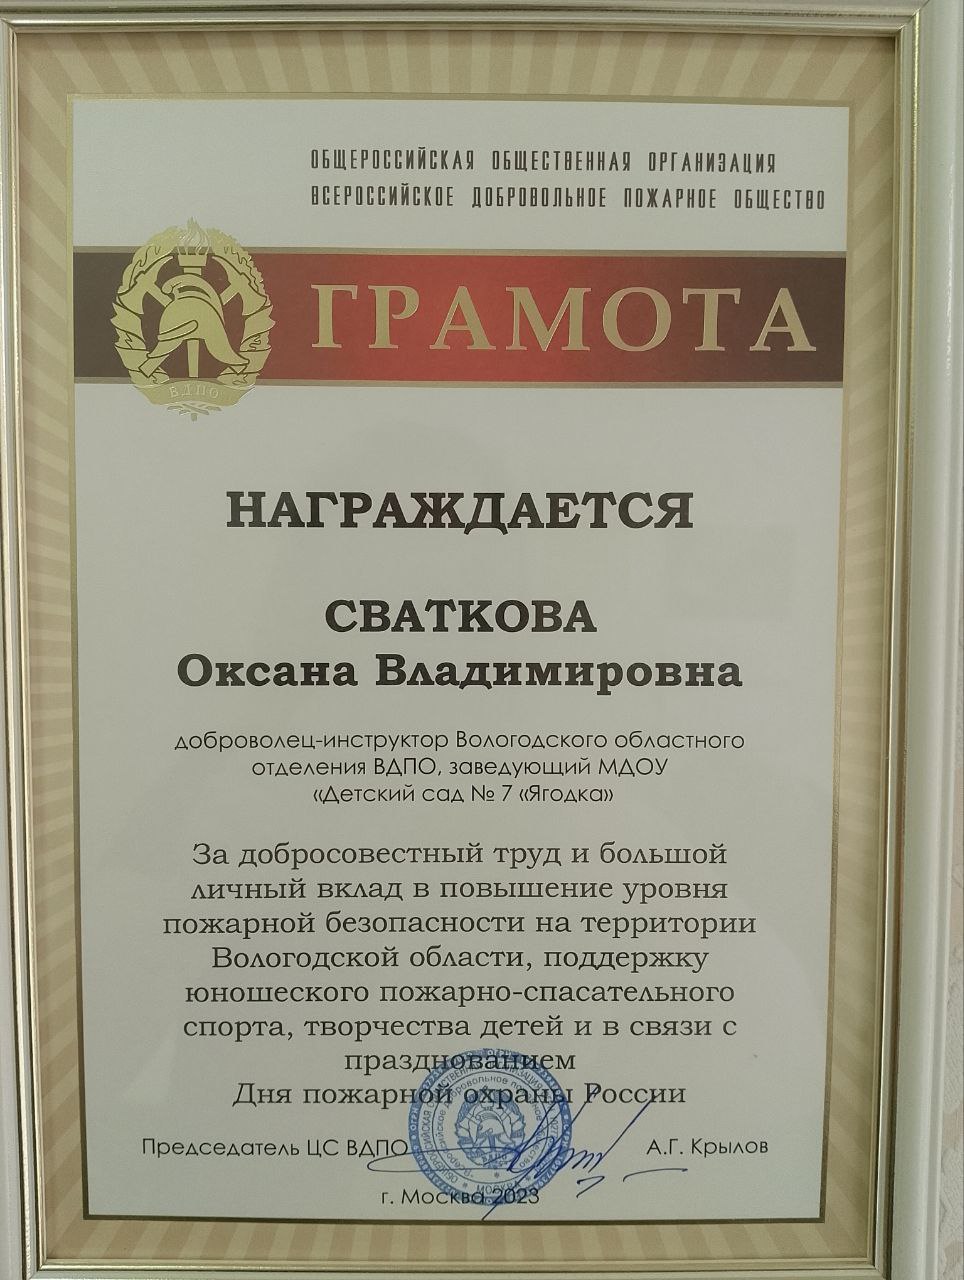 ОБЩЕРОССИЙСКАЯ ОБЩЕСТВЕННАЯ ОРГАНИЗАЦИЯ
ВСЕРОССИЙСКОЕ ДОБРОВОЛЬНОЕ ПОЖАРНОЕ ОБЩЕСТВО
ГРАМОТА
ВДПО
НАГРАЖДАЕТСЯ
СВАТКОВА
Оксана Владимировна
доброволец-инструктор Вологодского областного
отделения ВДПО, заведующий МДОУ
«Детский сад № 7 «Ягодка»
За добросовестный труд и большой
личный вклад в повышение уровня
пожарной безопасности на территории
Вологодской области, поддержку
юношеского пожарно-спасательного
спорта, творчества детей и в связи с
празднованием
Дня пожарной охраны России
Председатель ЦС ВДПО
А.Г. Крылов
г. Москва 2023
ВДПО
МОСКВА